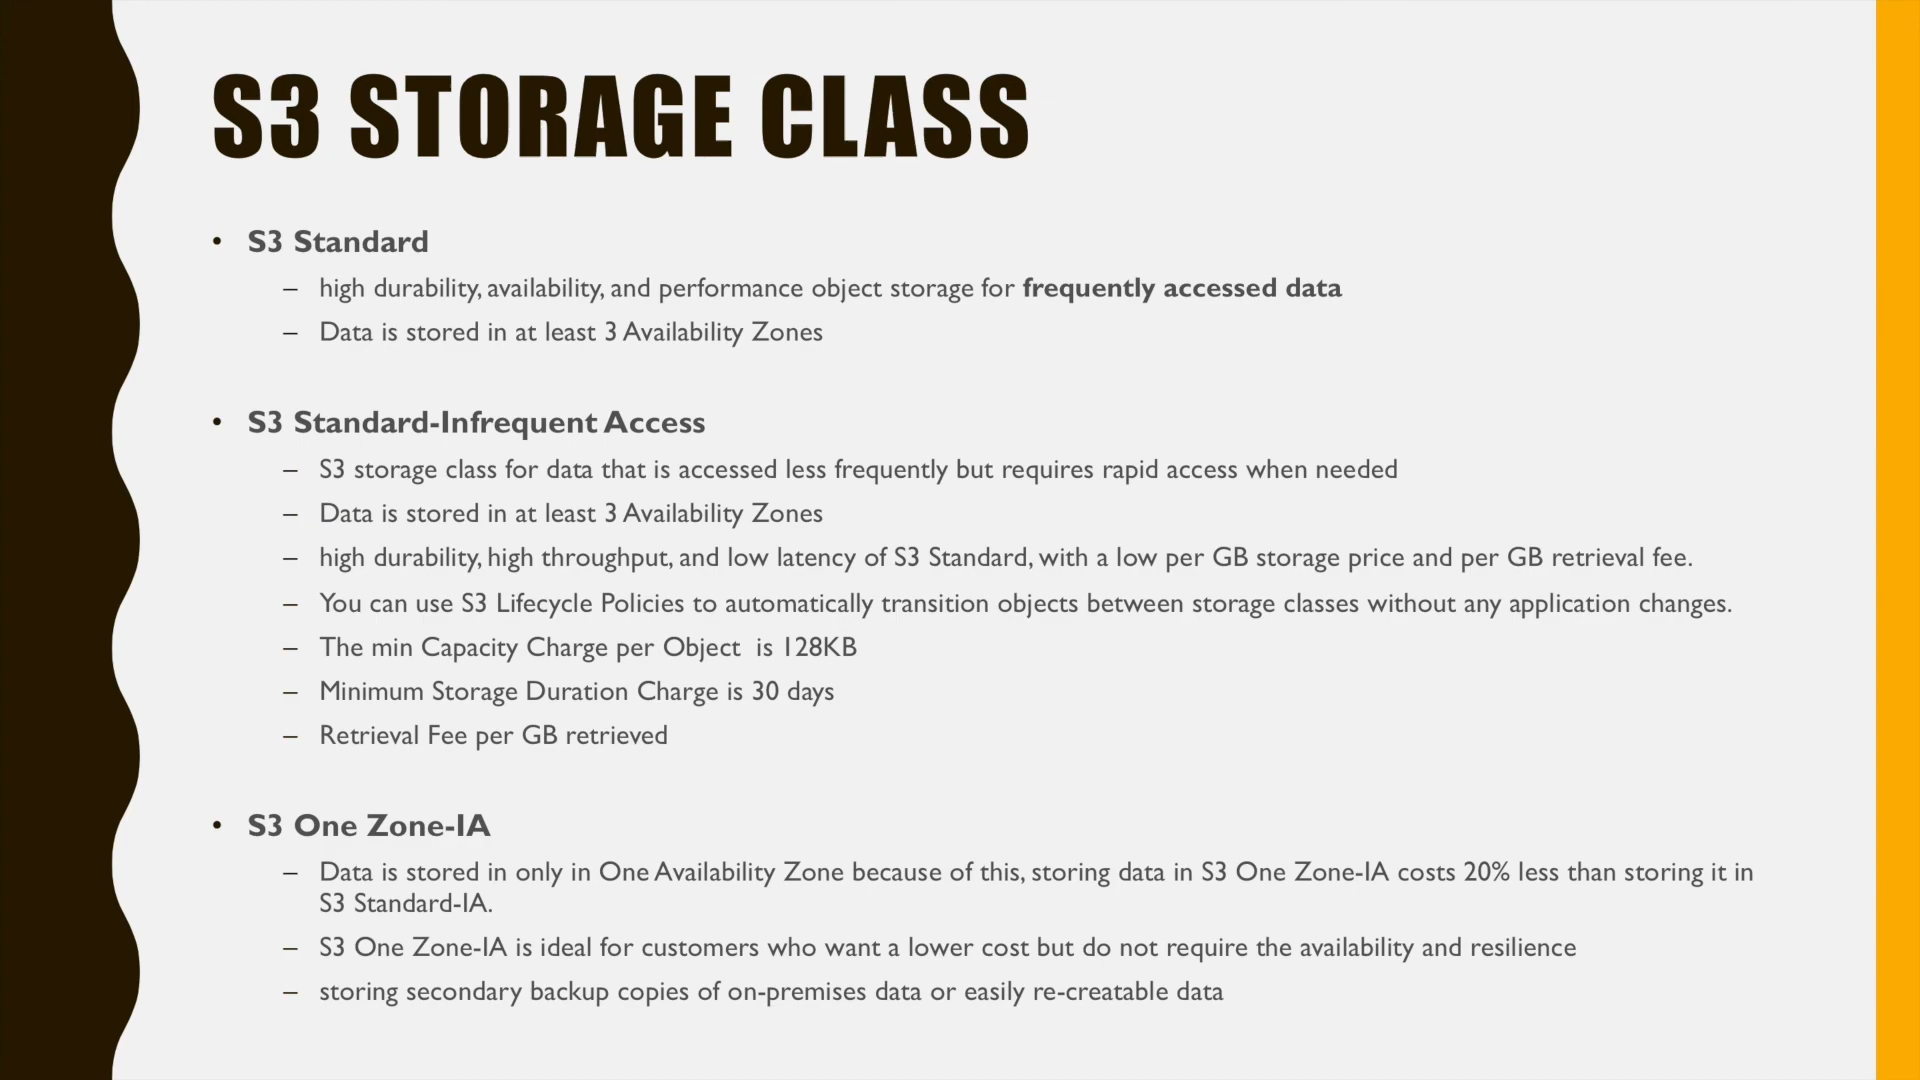 S3 STORAGE CLASS
• S3 Standard
– high durability, availability, and performance object storage for frequently accessed data
– Data is stored in at least 3 Availability Zones
• S3 Standard-Infrequent Access
– S3 storage class for data that is accessed less frequently but requires rapid access when needed
– Data is stored in at least 3 Availability Zones
– high durability, high throughput, and low latency of S3 Standard, with a low per GB storage price and per GB retrieval fee.
– You can use S3 Lifecycle Policies to automatically transition objects between storage classes without any application changes.
– The min Capacity Charge per Object  is 128KB
– Minimum Storage Duration Charge is 30 days
– Retrieval Fee per GB retrieved
• S3 One Zone-IA
– Data is stored in only in One Availability Zone because of this, storing data in S3 One Zone-IA costs 20% less than storing it in
S3 Standard-IA.
– S3 One Zone-IA is ideal for customers who want a lower cost but do not require the availability and resilience
– storing secondary backup copies of on-premises data or easily re-creatable data